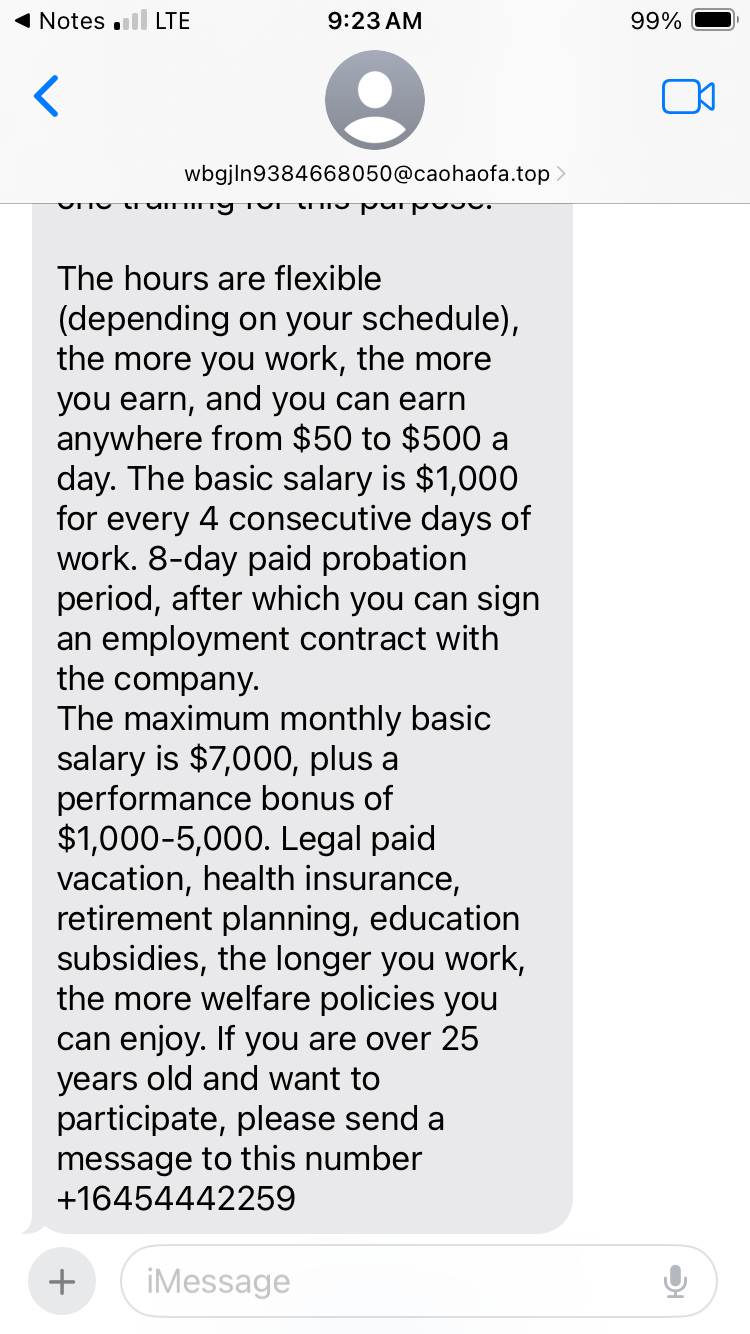 ◀ Notes LTE 9:23 AM 99%
wbgjln9384668050@caohaofa.top >
one training for this purpose.
The hours are flexible
(depending on your schedule),
the more you work, the more
you earn, and you can earn
anywhere from $50 to $500 a
day. The basic salary is $1,000
for every 4 consecutive days of
work. 8-day paid probation
period, after which you can sign
an employment contract with
the company.
The maximum monthly basic
salary is $7,000, plus a
performance bonus of
$1,000-5,000. Legal paid
vacation, health insurance,
retirement planning, education
subsidies, the longer you work,
the more welfare policies you
can enjoy. If you are over 25
years old and want to
participate, please send a
message to this number
+16454442259
iMessage